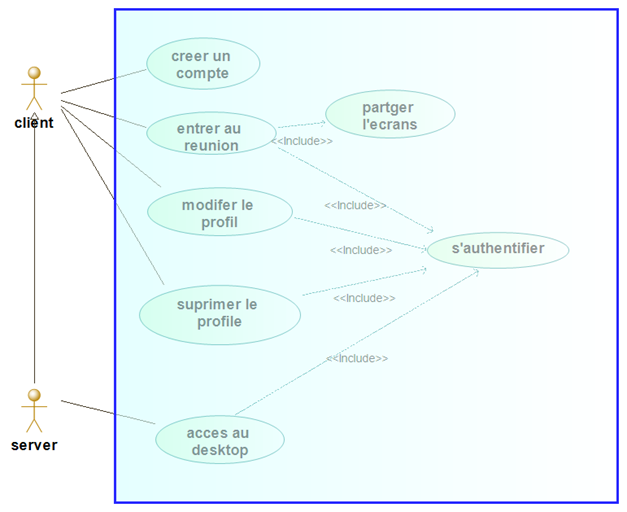 creer un
compte
client
entrer au
reunion
partger
l'ecrans
<<Include>>
modifer le
profil
<<Include>>
<<Include>>
s'authentifier
suprimer le
profile
<<Include>>
<<Include>>
server
acces au
desktop